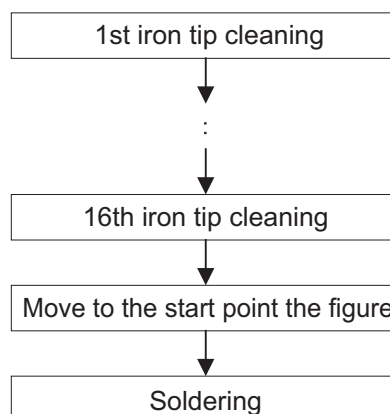 1st iron tip cleaning
:
16th iron tip cleaning
Move to the start point the figure
Soldering